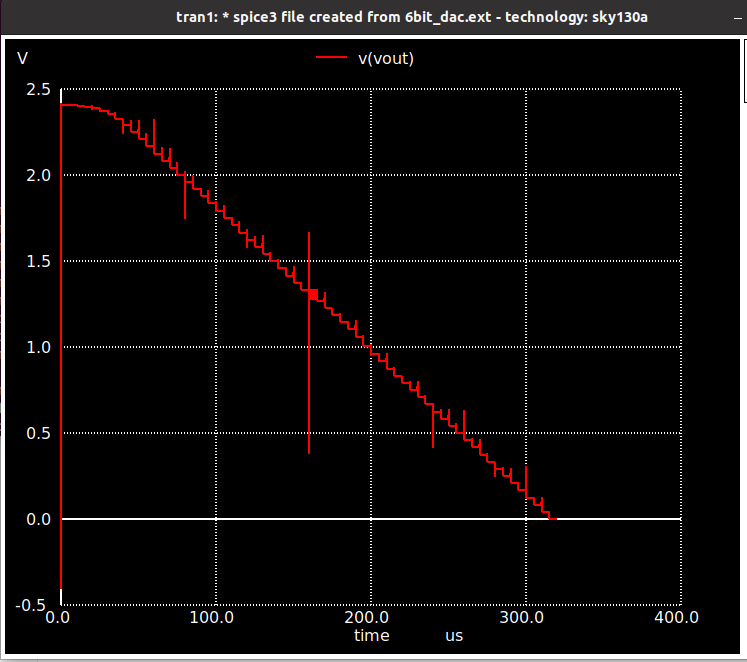 tran1: * spice3 file created from 6bit_dac.ext - technology: sky130a
V
v(vout)
2.5
2.0
1.5
1.0
0.5
0.0
-0.5
0.0 100.0 200.0 300.0 400.0
time us